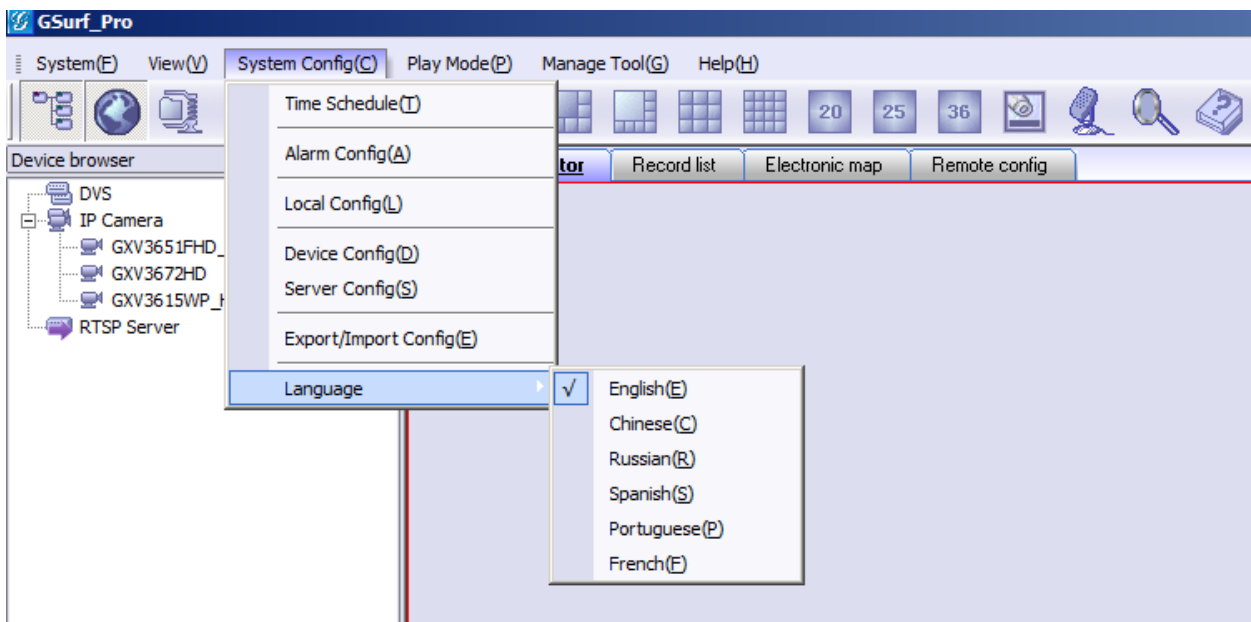 GSurf_Pro
System(F) View(V) System Config(C) Play Mode(P) Manage Tool(G) Help(H)
20 25 36
Device browser
tor Record list Electronic map Remote config
DVS
IP Camera
GXV3651FHD_
GXV3672HD
GXV3615WP_H
RTSP Server
Time Schedule(T)
Alarm Config(A)
Local Config(L)
Device Config(D)
Server Config(S)
Export/Import Config(E)
Language
√ English(E)
Chinese(C)
Russian(R)
Spanish(S)
Portuguese(P)
French(F)